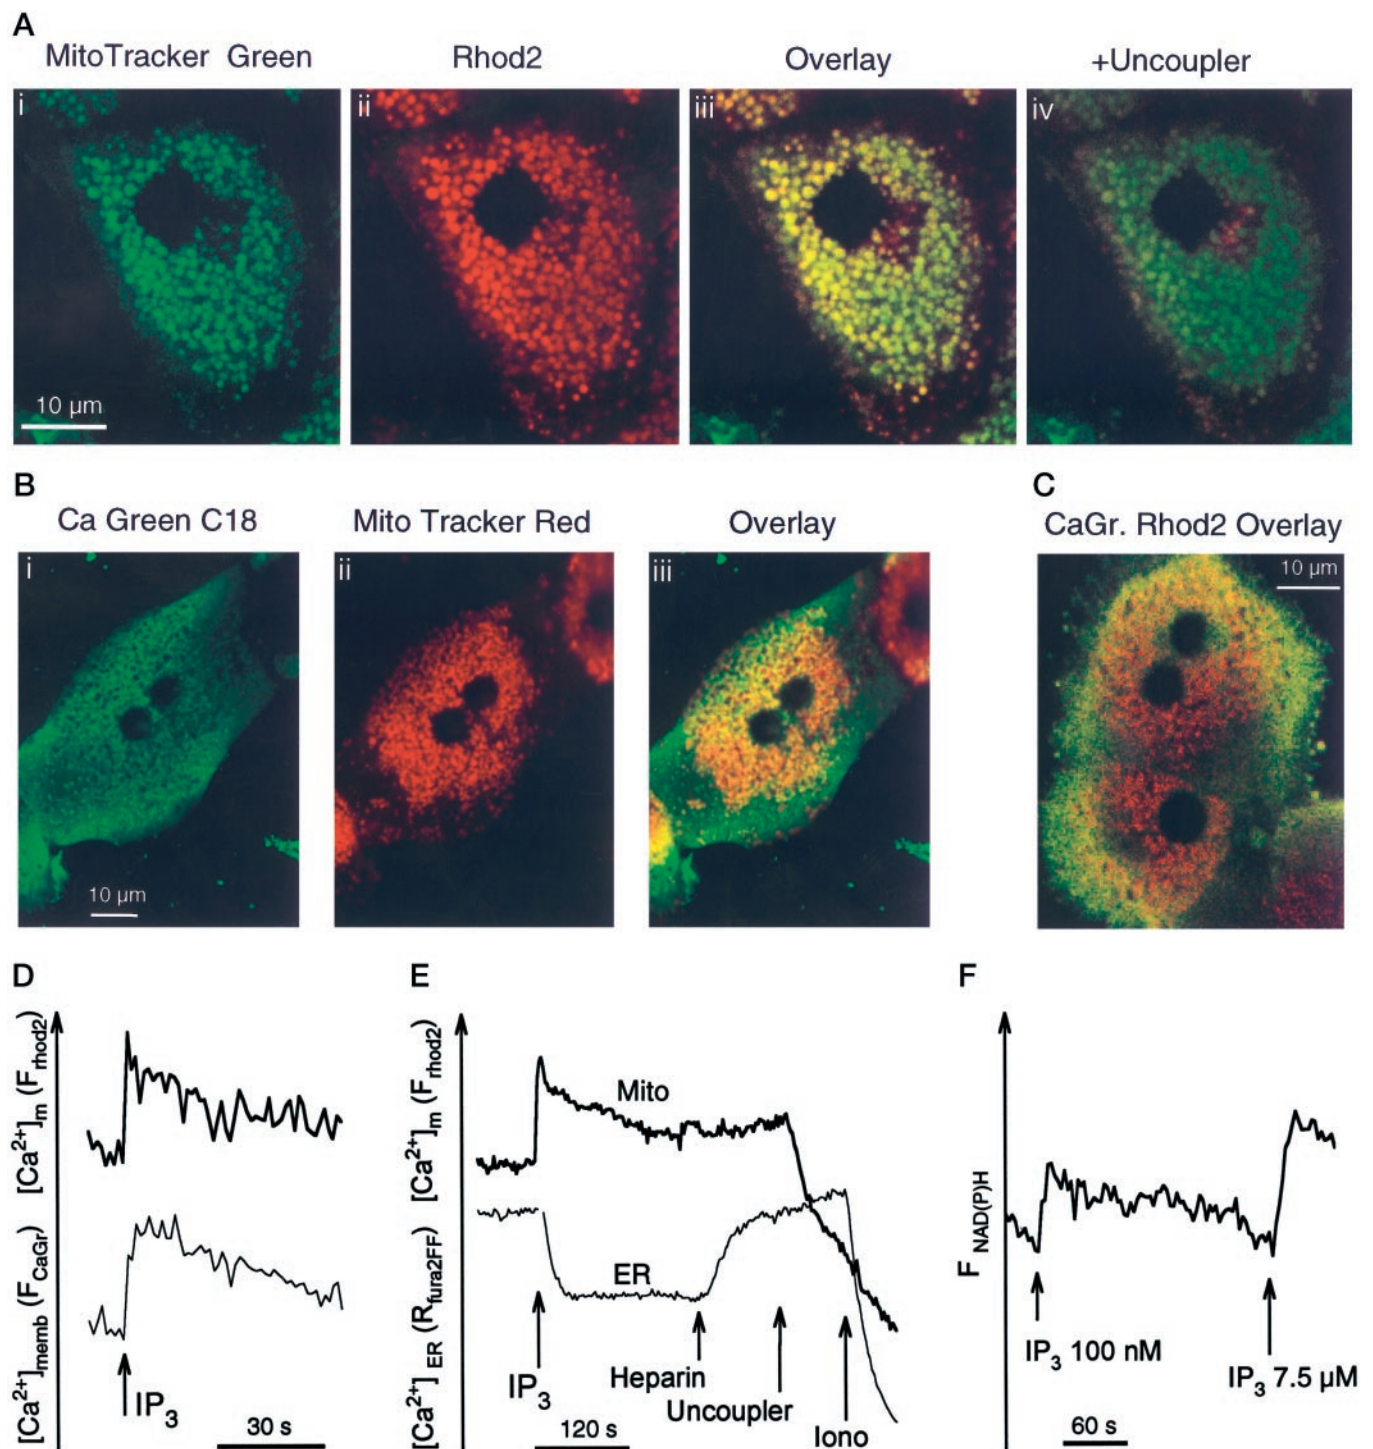 A
MitoTracker Green
Rhod2
Overlay
+Uncoupler
i
ii
iii
iv
10 µm
B
C
Ca Green C18
Mito Tracker Red
Overlay
CaGr. Rhod2 Overlay
i
ii
iii
10 µm
10 µm
D
E
F
[Ca2+]memb (FCaGr)
[Ca2+]m (Frhod2)
IP3
30 s
[Ca2+]ER (Rfura2FF)
[Ca2+]m (Frhod2)
Mito
ER
IP3
Heparin
Uncoupler
Iono
120 s
F NAD(P)H
IP3 100 nM
IP3 7.5 µM
60 s